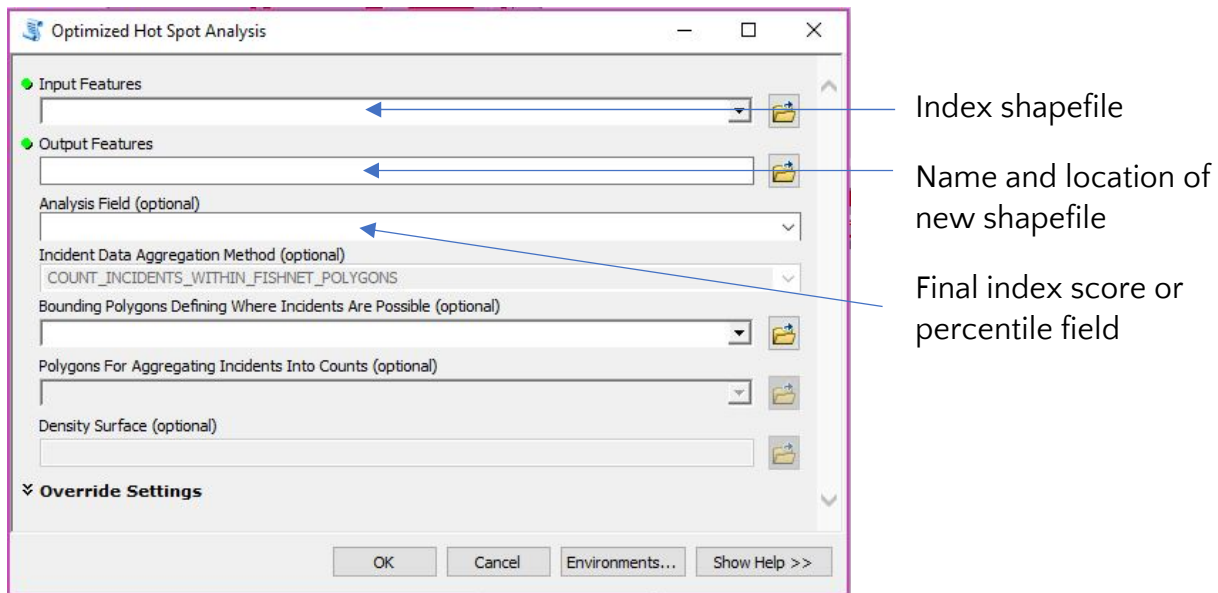 Optimized Hot Spot Analysis
Input Features
Output Features
Analysis Field (optional)
Incident Data Aggregation Method (optional)
COUNT_INCIDENTS_WITHIN_FISHNET_POLYGONS
Bounding Polygons Defining Where Incidents Are Possible (optional)
Polygons For Aggregating Incidents Into Counts (optional)
Density Surface (optional)
Override Settings
OK Cancel Environments... Show Help >>
Index shapefile
Name and location of
new shapefile
Final index score or
percentile field